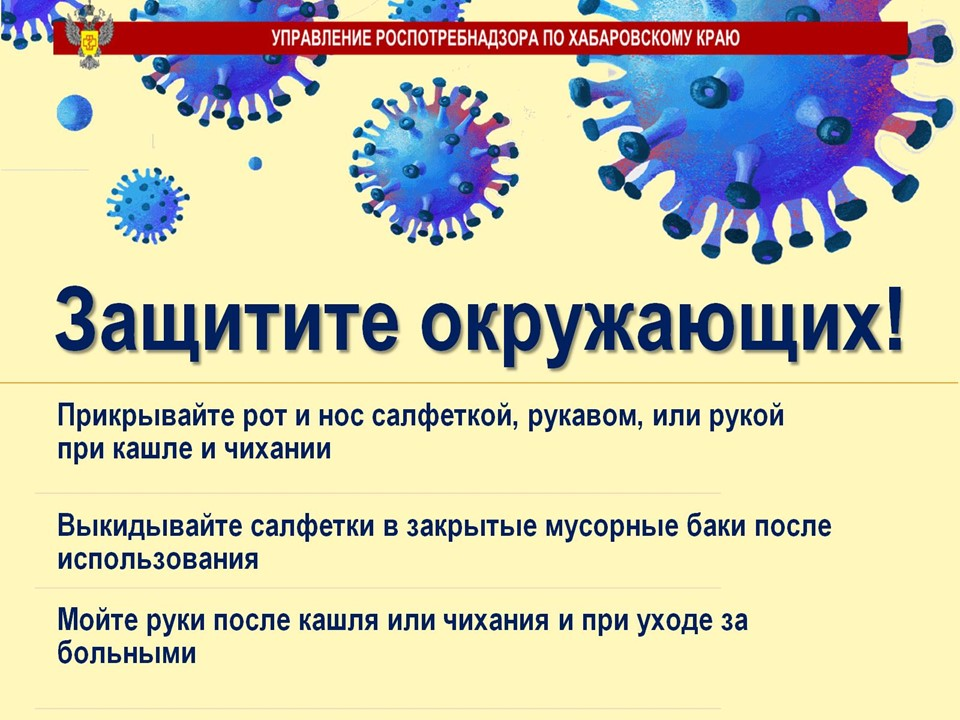 УПРАВЛЕНИЕ РОСПОТРЕБНАДЗОРА ПО ХАБАРОВСКОМУ КРАЮ
Защитите окружающих!
Прикрывайте рот и нос салфеткой, рукавом, или рукой
при кашле и чихании
Выкидывайте салфетки в закрытые мусорные баки после
использования
Мойте руки после кашля или чихания и при уходе за
больными